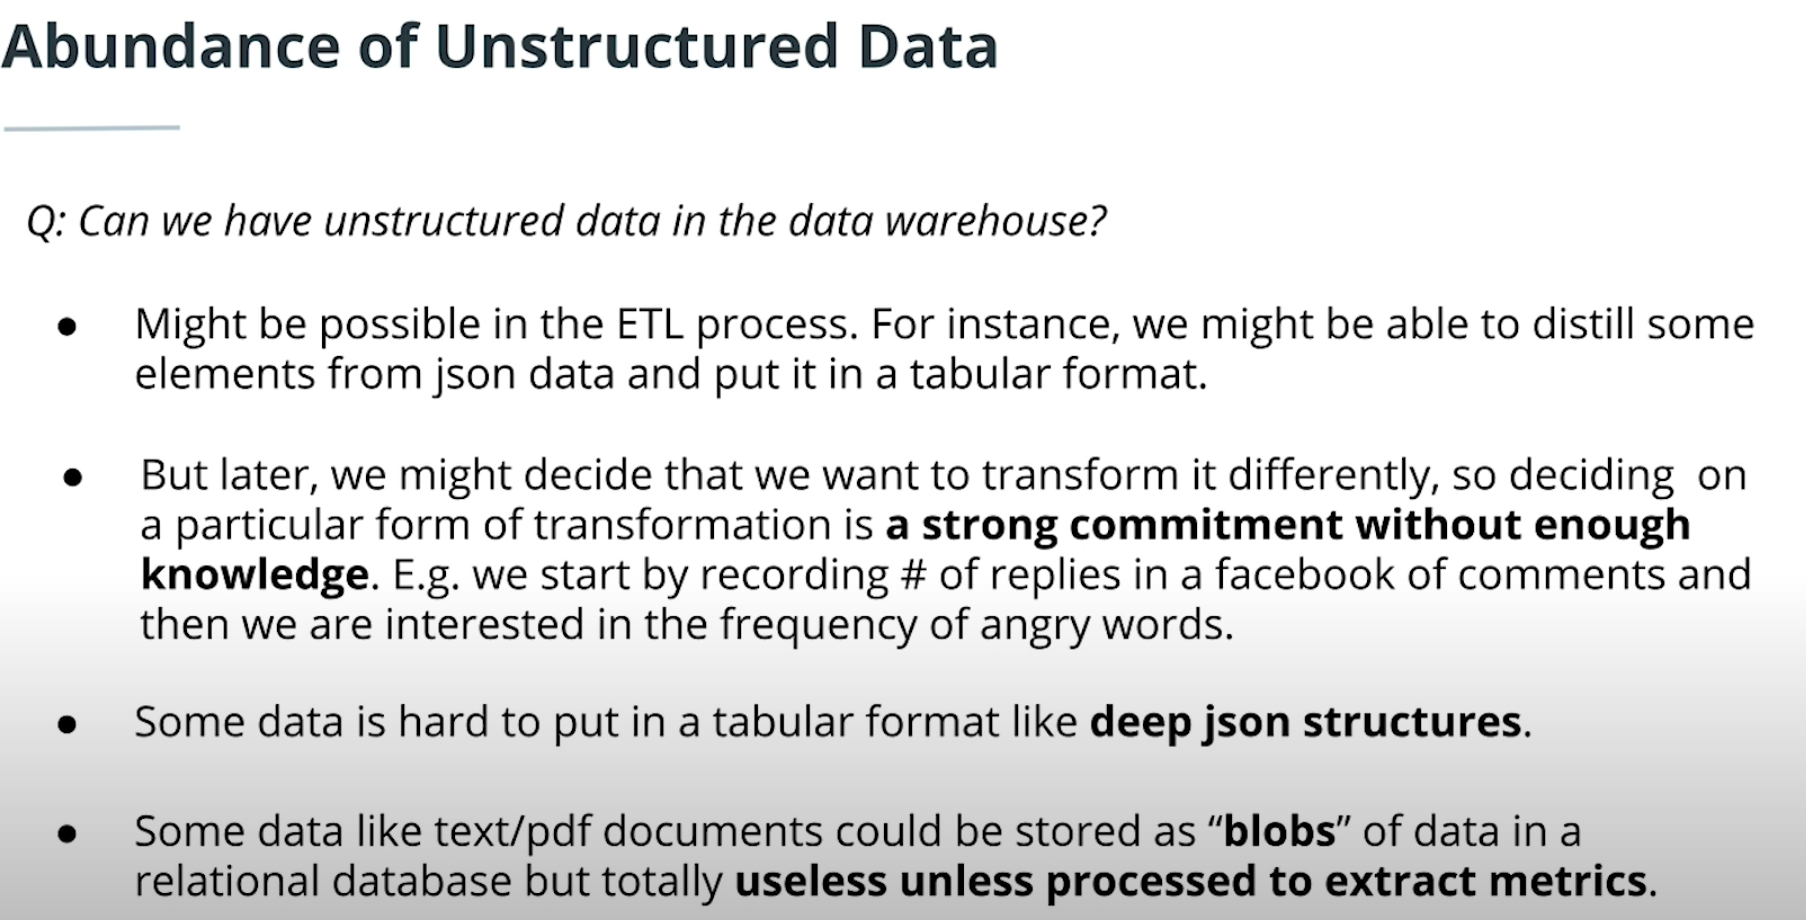 Abundance of Unstructured Data
Q: Can we have unstructured data in the data warehouse?
● Might be possible in the ETL process. For instance, we might be able to distill some
elements from json data and put it in a tabular format.
● But later, we might decide that we want to transform it differently, so deciding  on
a particular form of transformation is a strong commitment without enough
knowledge. E.g. we start by recording # of replies in a facebook of comments and
then we are interested in the frequency of angry words.
● Some data is hard to put in a tabular format like deep json structures.
● Some data like text/pdf documents could be stored as “blobs” of data in a
relational database but totally useless unless processed to extract metrics.